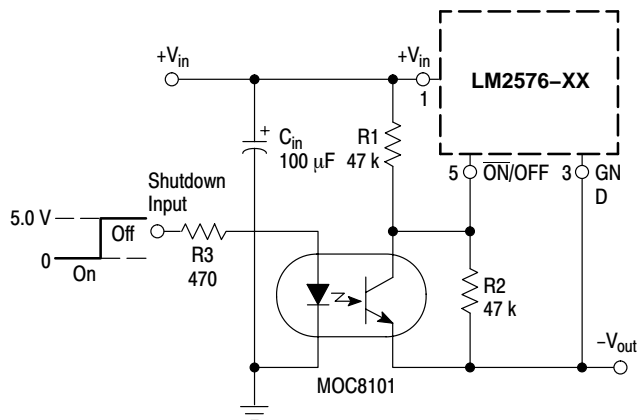 +Vin
+Vin
1
LM2576–XX
Cin
100 μF
+
R1
47 k
5
ON/OFF
3
GN
D
Shutdown
Input
5.0 V
Off
0
On
R3
470
R2
47 k
–Vout
MOC8101